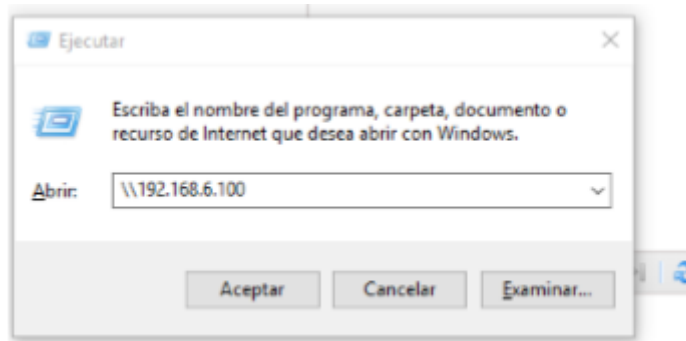 Ejecutar
Escriba el nombre del programa, carpeta, documento o
recurso de Internet que desea abrir con Windows.
Abrir: \\192.168.6.100
Aceptar Cancelar Examinar...